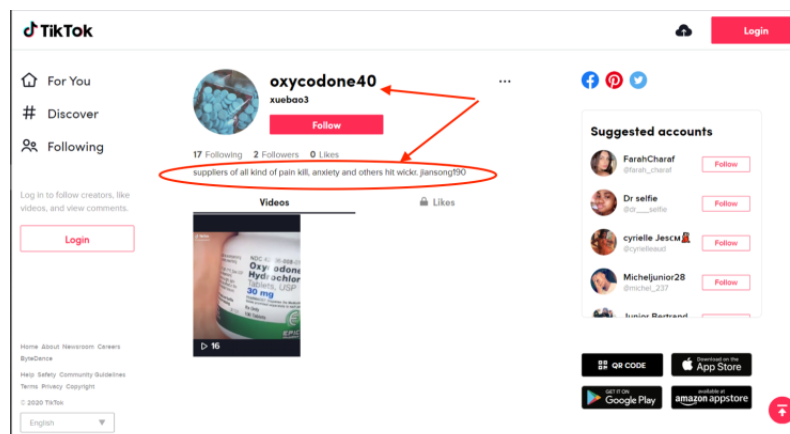 TikTok
Login
For You
Discover
Following
Log in to follow creators, like
videos, and view comments.
Login
oxycodone40
xuebao3
Follow
17 Following 2 Followers 0 Likes
suppliers of all kind of pain kill, anxiety and others hit wickr. jiansong190
Videos
Likes
Hydrochlor
Tablets, USP
30 mg
16
Suggested accounts
FarahCharaf
@farah_charaf
Follow
Dr selfie
@dr___selfie
Follow
cyrielle Jescм
@cyrielleaud
Follow
Micheljunior28
@michel_237
Follow
Junior Bertrand
Home About Newsroom Careers
ByteDance
Help Safety Community Guidelines
Terms Privacy Copyright
© 2020 TikTok
English
QR CODE
Download on the
App Store
GET IT ON
Google Play
available at
amazon appstore